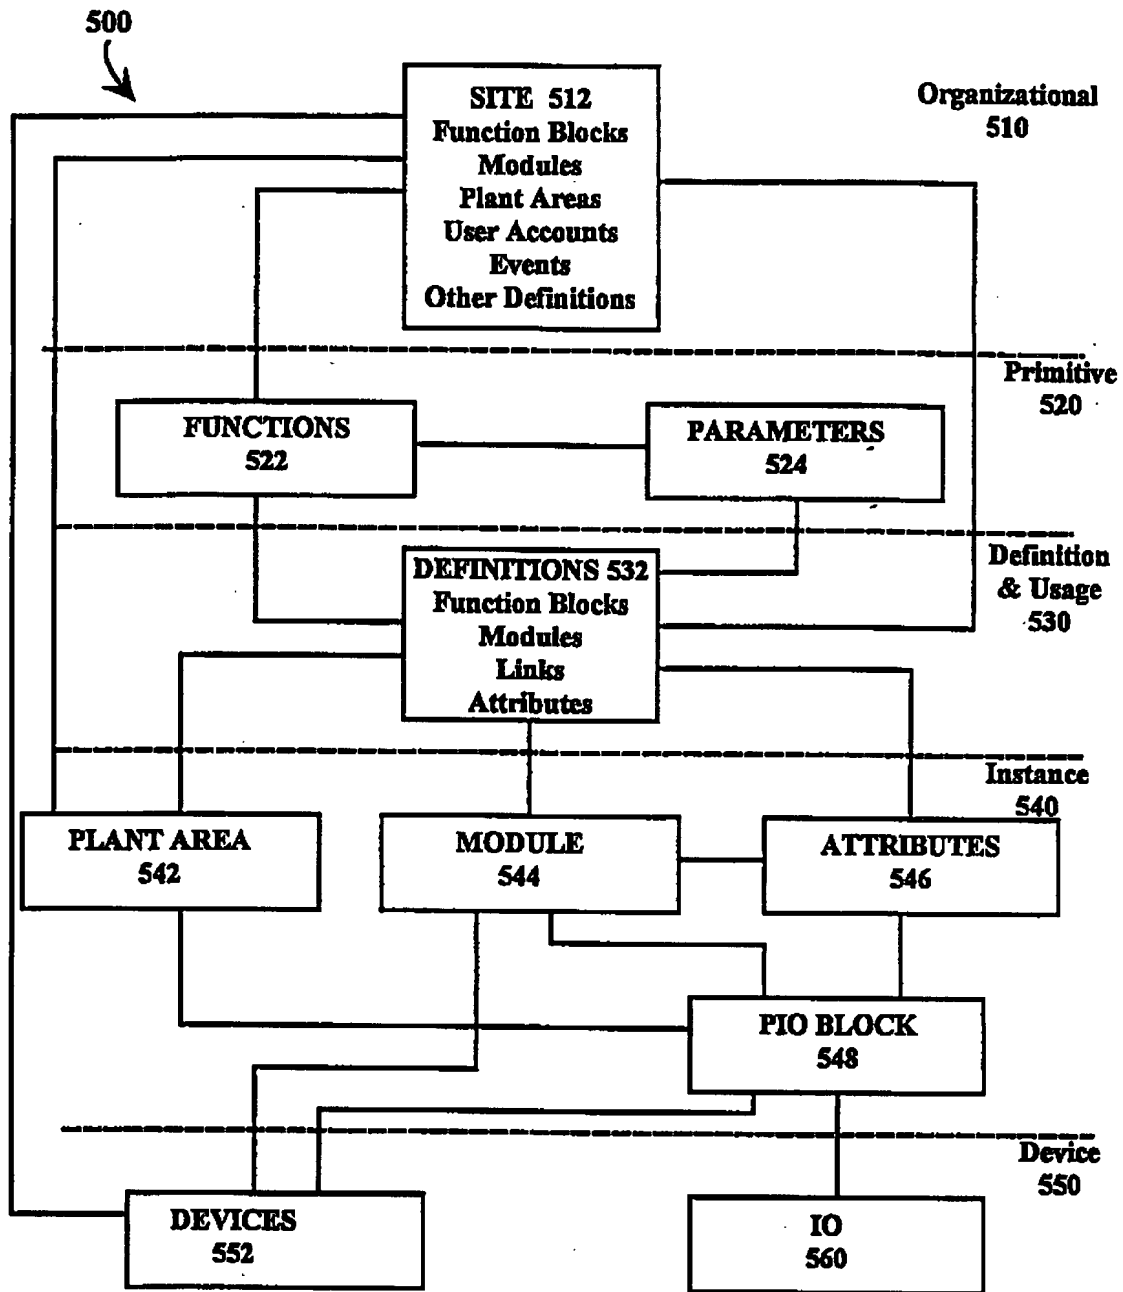 500
SITE 512
Function Blocks
Modules
Plant Areas
User Accounts
Events
Other Definitions
Organizational
510
Primitive
520
FUNCTIONS
522
PARAMETERS
524
Definition
& Usage
530
DEFINITIONS 532
Function Blocks
Modules
Links
Attributes
Instance
540
PLANT AREA
542
MODULE
544
ATTRIBUTES
546
PIO BLOCK
548
Device
550
DEVICES
552
IO
560